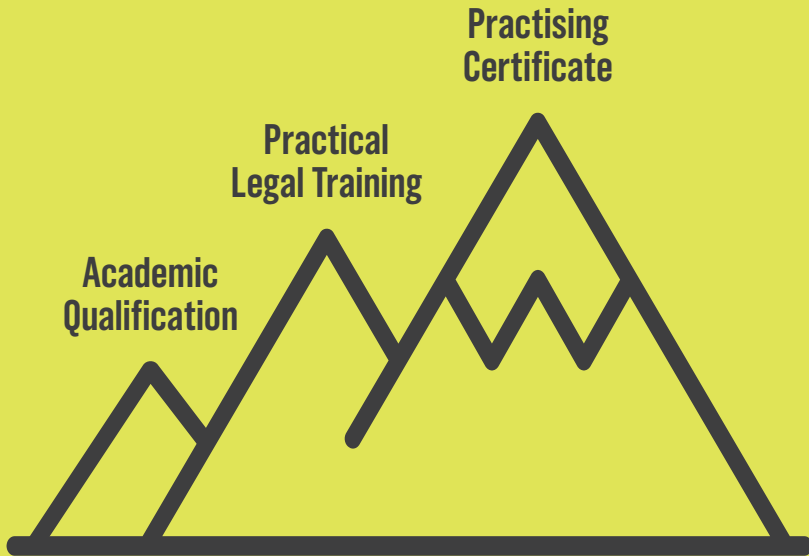 Practising
Certificate
Practical
Legal Training
Academic
Qualification